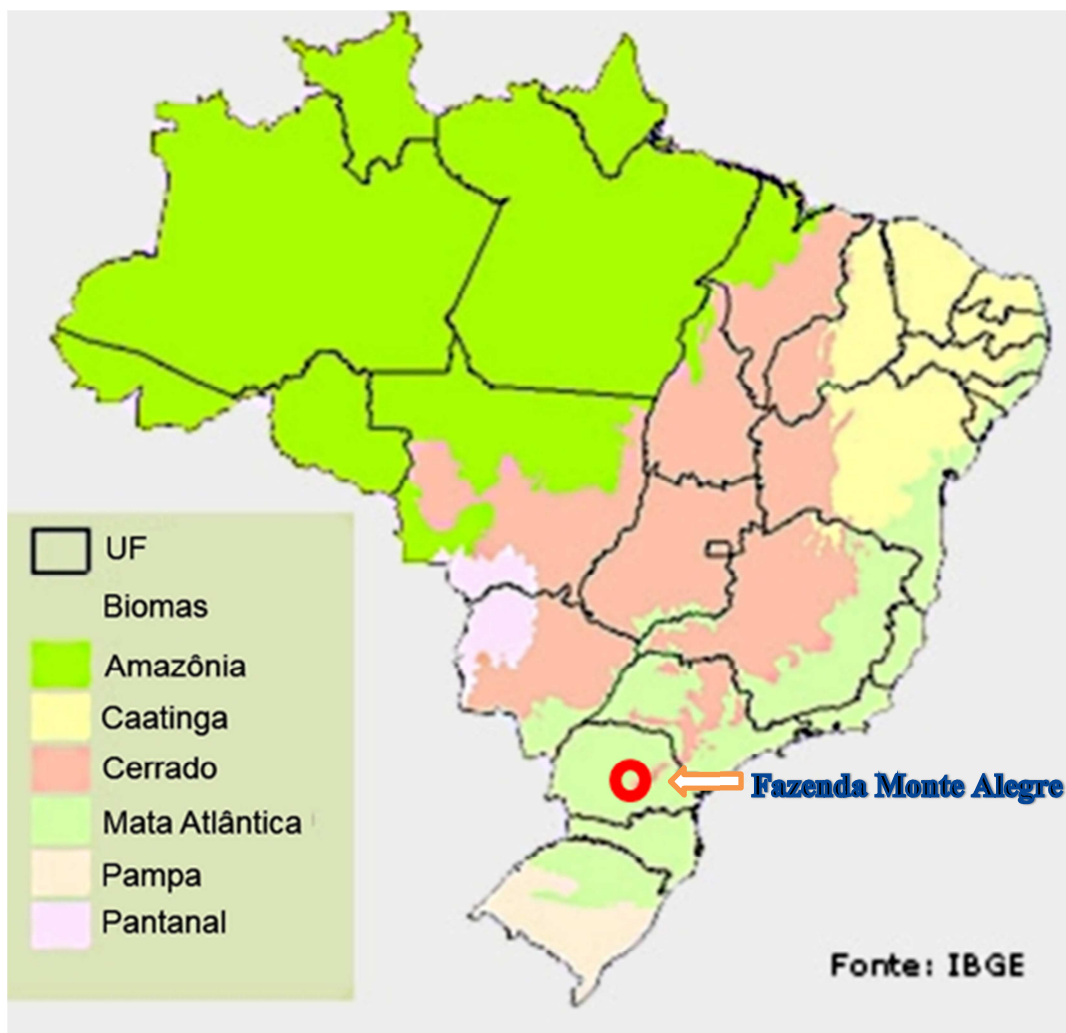 UF
Biomas
Amazônia
Caatinga
Cerrado
Mata Atlântica
Pampa
Pantanal
Fazenda Monte Alegre
Fonte: IBGE